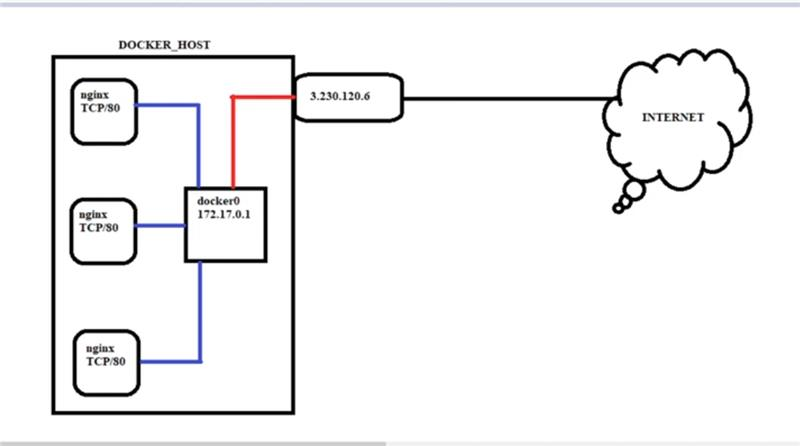 DOCKER_HOST
nginx
TCP/80
3.230.120.6
INTERNET
docker0
172.17.0.1
nginx
TCP/80
nginx
TCP/80